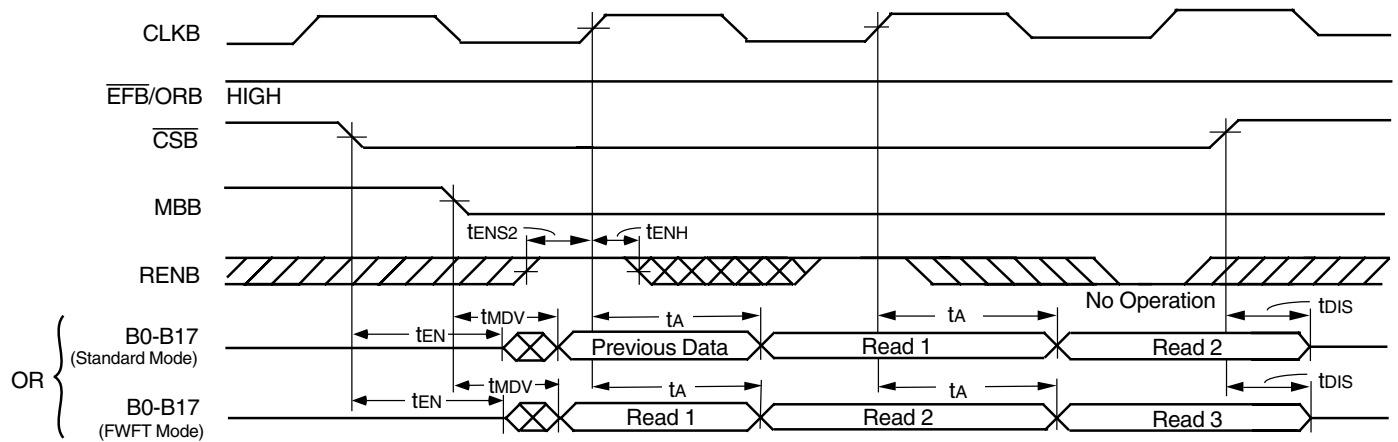 CLKB
EFB/ORB HIGH
CSB
MBB
tENS2 tENH
RENB
No Operation
tMDV tA tA tDIS
tEN
B0-B17
(Standard Mode)
Previous Data Read 1 Read 2
OR
tMDV tA tA tDIS
tEN
B0-B17
(FWFT Mode)
Read 1 Read 2 Read 3